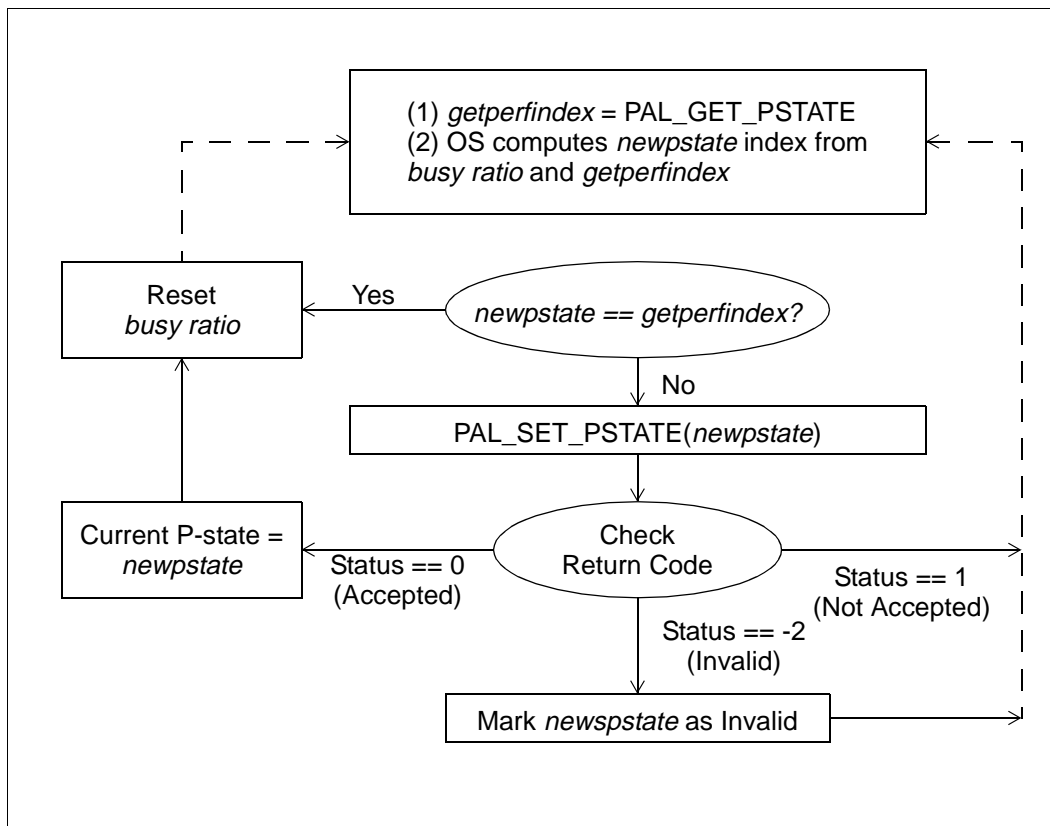 (1) getperfindex = PAL_GET_PSTATE
(2) OS computes newpstate index from
busy ratio and getperfindex
Reset
busy ratio
Yes
newpstate == getperfindex?
No
PAL_SET_PSTATE(newpstate)
Current P-state =
newpstate
Status == 0
(Accepted)
Check
Return Code
Status == 1
(Not Accepted)
Status == -2
(Invalid)
Mark newspstate as Invalid